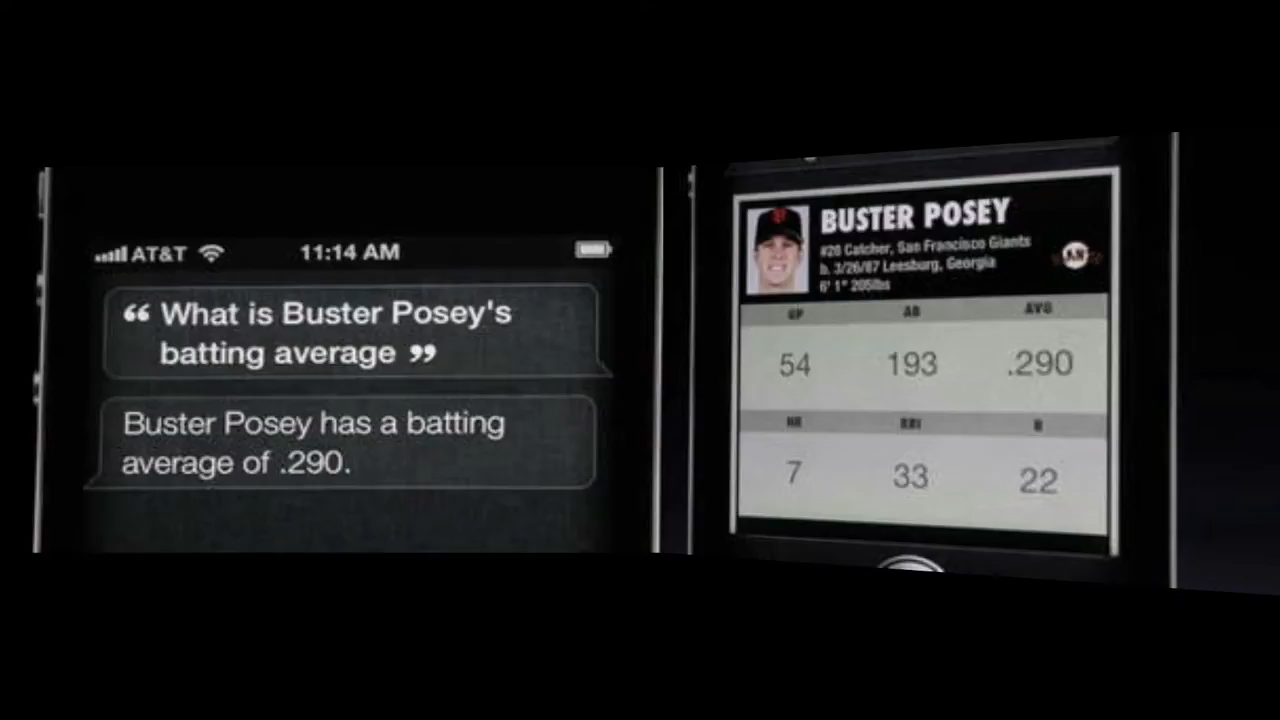 AT&T 11:14 AM
“ What is Buster Posey's
batting average ”
Buster Posey has a batting
average of .290.
BUSTER POSEY
#28 Catcher, San Francisco Giants
b. 3/26/87 Leesburg, Georgia
6' 1" 205lbs
GP AB AVG
54 193 .290
HR RBI R
7 33 22